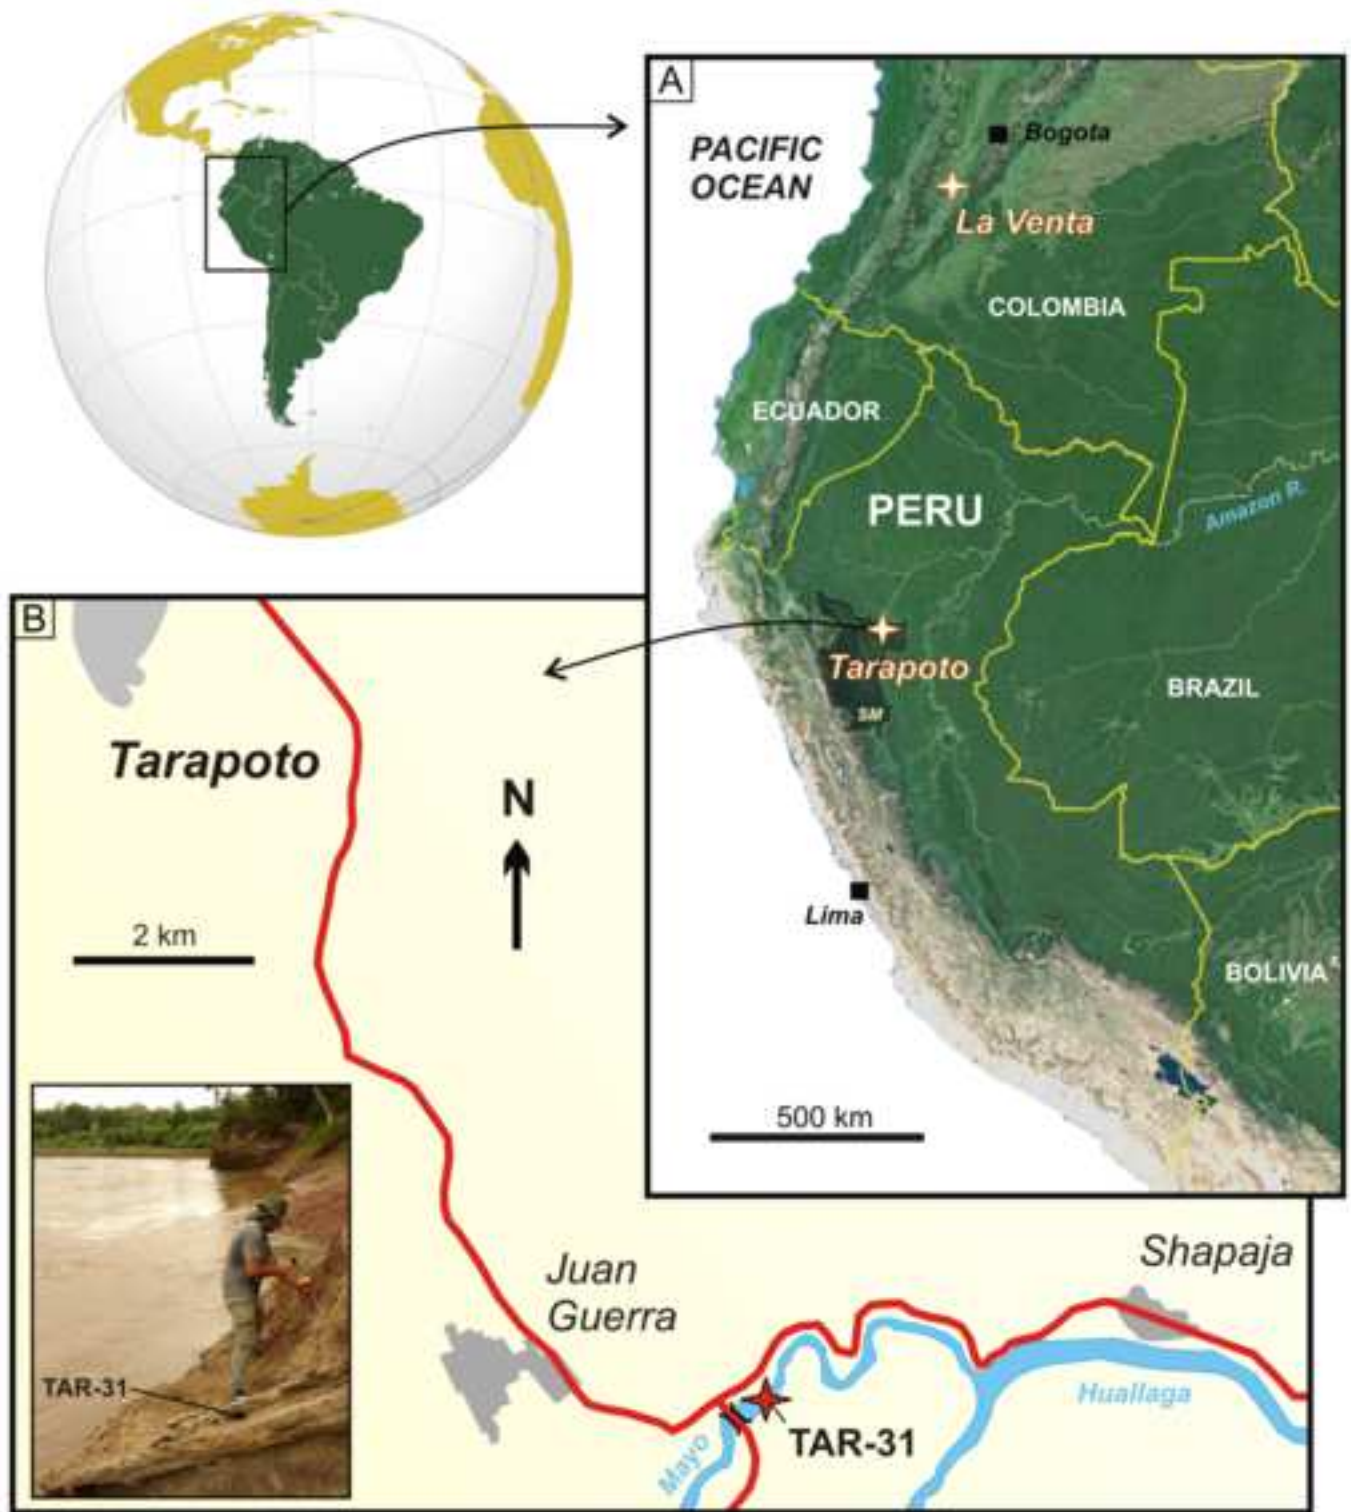 A
PACIFIC
OCEAN
Bogota
La Venta
COLOMBIA
ECUADOR
PERU
Amazon R.
Tarapoto
SM
BRAZIL
Lima
BOLIVIA
500 km
B
Tarapoto
N
2 km
TAR-31
Juan
Guerra
Shapaja
Huallaga
Mayo
TAR-31